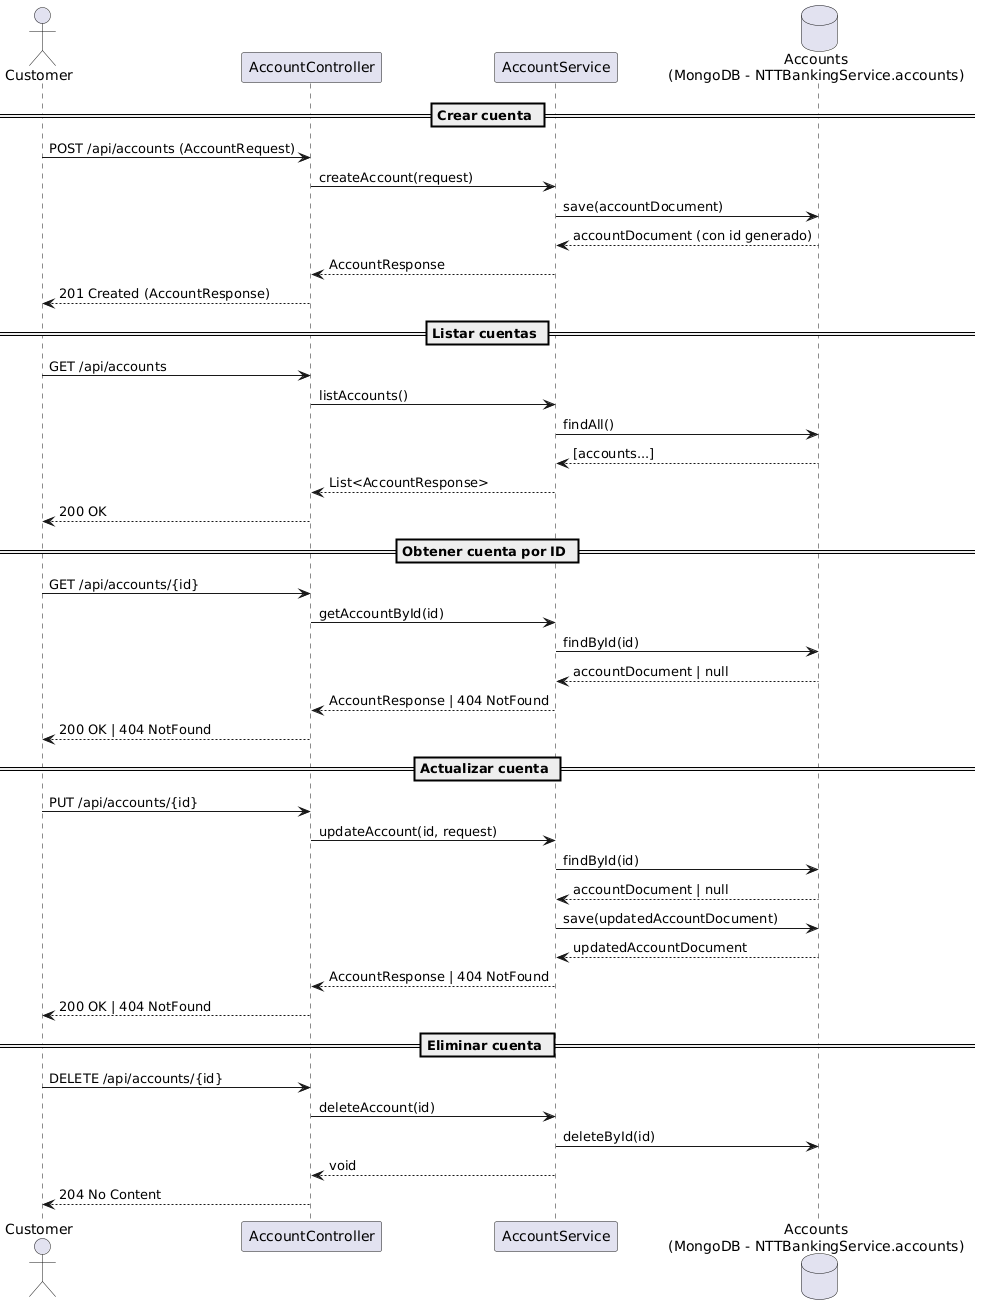 Customer
AccountController
AccountService
Accounts
(MongoDB - NTTBankingService.accounts)
Crear cuenta
POST /api/accounts (AccountRequest)
createAccount(request)
save(accountDocument)
accountDocument (con id generado)
AccountResponse
201 Created (AccountResponse)
Listar cuentas
GET /api/accounts
listAccounts()
findAll()
[accounts...]
List<AccountResponse>
200 OK
Obtener cuenta por ID
GET /api/accounts/{id}
getAccountById(id)
findById(id)
accountDocument | null
AccountResponse | 404 NotFound
200 OK | 404 NotFound
Actualizar cuenta
PUT /api/accounts/{id}
updateAccount(id, request)
findById(id)
accountDocument | null
save(updatedAccountDocument)
updatedAccountDocument
AccountResponse | 404 NotFound
200 OK | 404 NotFound
Eliminar cuenta
DELETE /api/accounts/{id}
deleteAccount(id)
deleteById(id)
void
204 No Content
Customer
AccountController
AccountService
Accounts
(MongoDB - NTTBankingService.accounts)